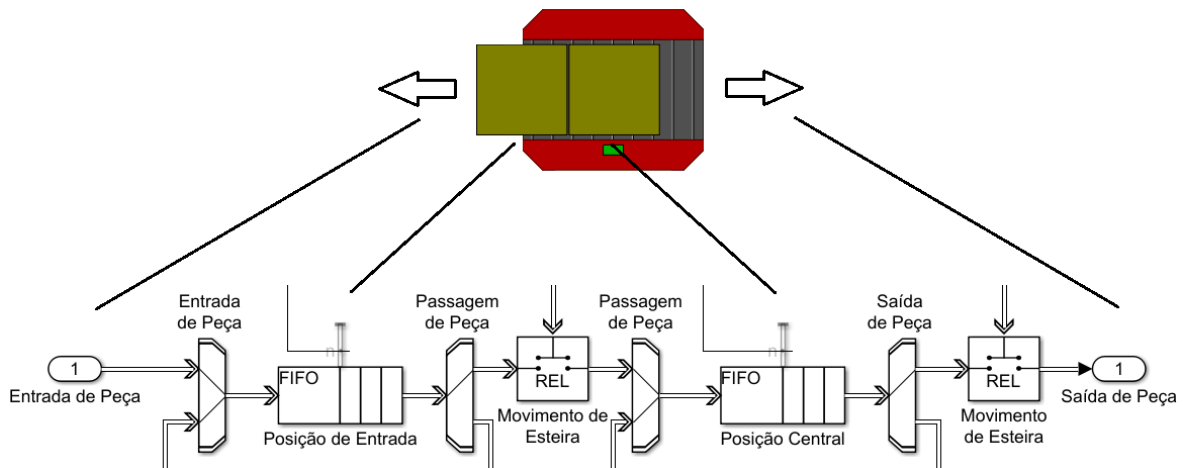 Entrada
de Peça
Passagem
de Peça
Passagem
de Peça
Saída
de Peça
1
Entrada de Peça
FIFO
n
Posição de Entrada
REL
Movimento de
Esteira
FIFO
n
Posição Central
REL
Movimento
de Esteira
1
Saída de Peça